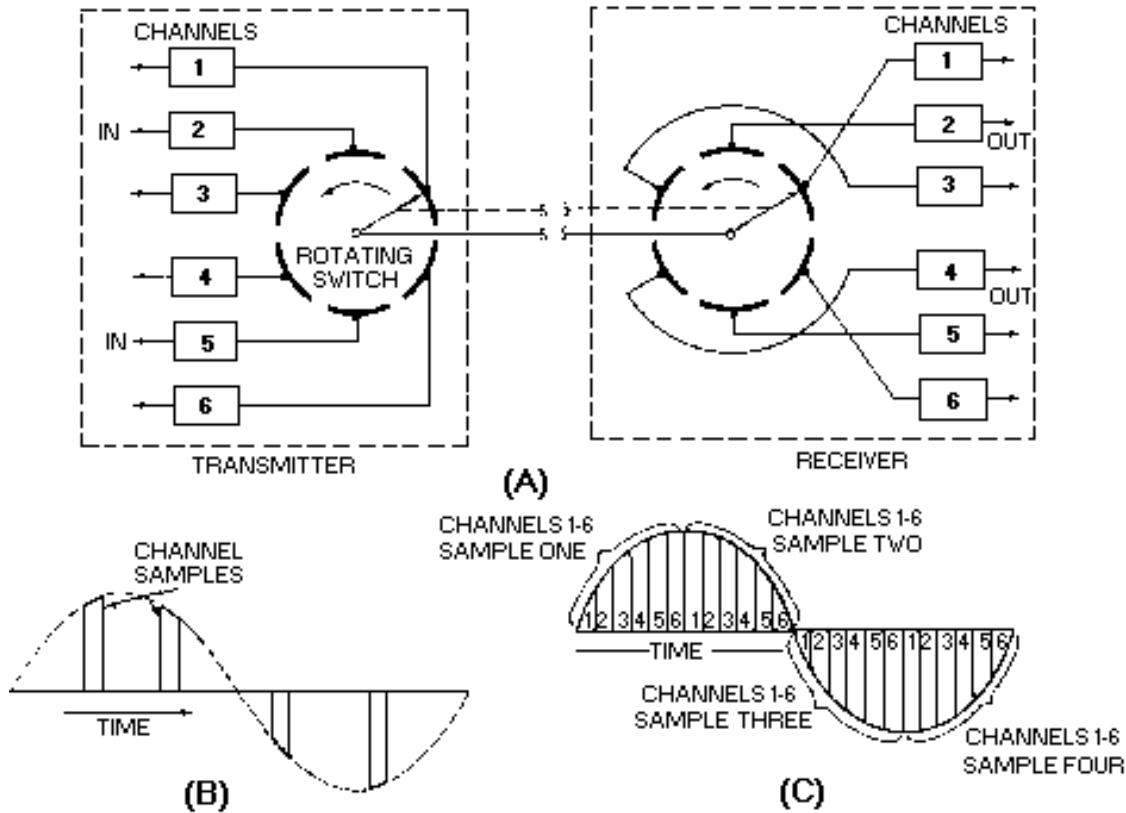 CHANNELS
1
IN
2
3
4
IN
5
6
ROTATING
SWITCH
TRANSMITTER
CHANNELS
1
2
OUT
3
4
OUT
5
6
RECEIVER
(A)
CHANNEL
SAMPLES
TIME
(B)
CHANNELS 1-6
SAMPLE ONE
CHANNELS 1-6
SAMPLE TWO
1 2 3 4 5 6 1 2 3 4 5 6
TIME
1 2 3 4 5 6 1 2 3 4 5 6
CHANNELS 1-6
SAMPLE THREE
CHANNELS 1-6
SAMPLE FOUR
(C)